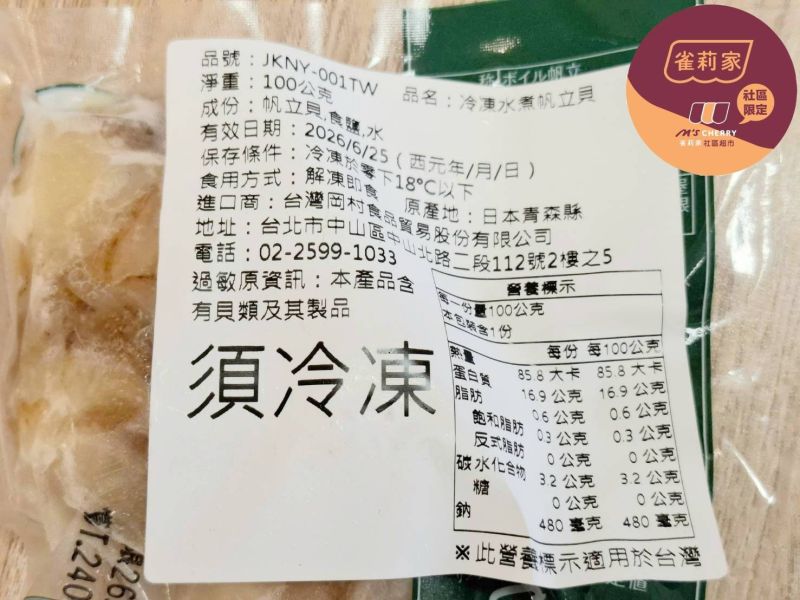 雀莉家
社區
限定
M's CHERRY
雀莉家 社區超市
ボイル帆立
品號：JKNY-001TW 品名：冷凍水煮帆立貝
淨重：100公克
成份：帆立貝,食鹽,水
有效日期：2026/6/25（西元年/月/日）
保存條件：冷凍於零下18°C以下
食用方式：解凍即食 原產地：日本青森縣
進口商：台灣岡村食品貿易股份有限公司
地址：台北市中山區中山北路二段112號2樓之5
電話：02-2599-1033
過敏原資訊：本產品含
有貝類及其製品
須冷凍
營養標示
每一份量100公克
本包裝含1份
每份 每100公克
熱量 85.8 大卡 85.8 大卡
蛋白質 16.9 公克 16.9 公克
脂肪 0.6 公克 0.6 公克
飽和脂肪 0.3 公克 0.3 公克
反式脂肪 0 公克 0 公克
碳水化合物 3.2 公克 3.2 公克
糖 0 公克 0 公克
鈉 480 毫克 480 毫克
※此營養標示適用於台灣